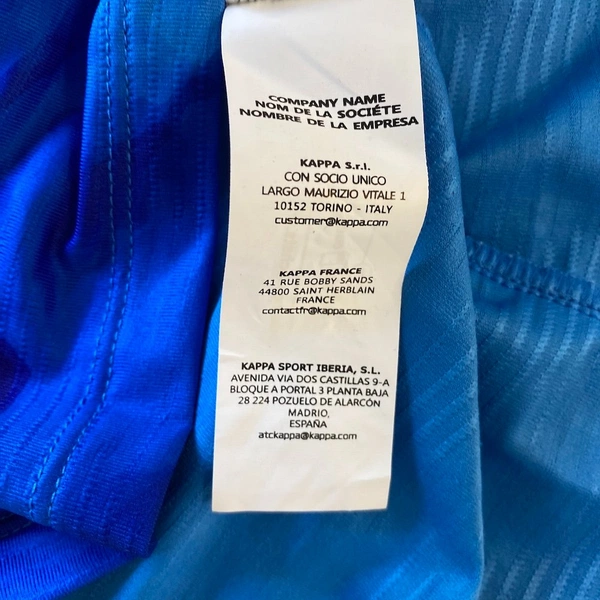 COMPANY NAME
NOM DE LA SOCIÉTE
NOMBRE DE LA EMPRESA
KAPPA S.r.l.
CON SOCIO UNICO
LARGO MAURIZIO VITALE 1
10152 TORINO - ITALY
customer@kappa.com
KAPPA FRANCE
41 RUE BOBBY SANDS
44800 SAINT HERBLAIN
FRANCE
contactfr@kappa.com
KAPPA SPORT IBERIA, S.L.
AVENIDA VIA DOS CASTILLAS 9-A
BLOQUE A PORTAL 3 PLANTA BAJA
28 224 POZUELO DE ALARCÓN
MADRID,
ESPAÑA
atckappa@kappa.com